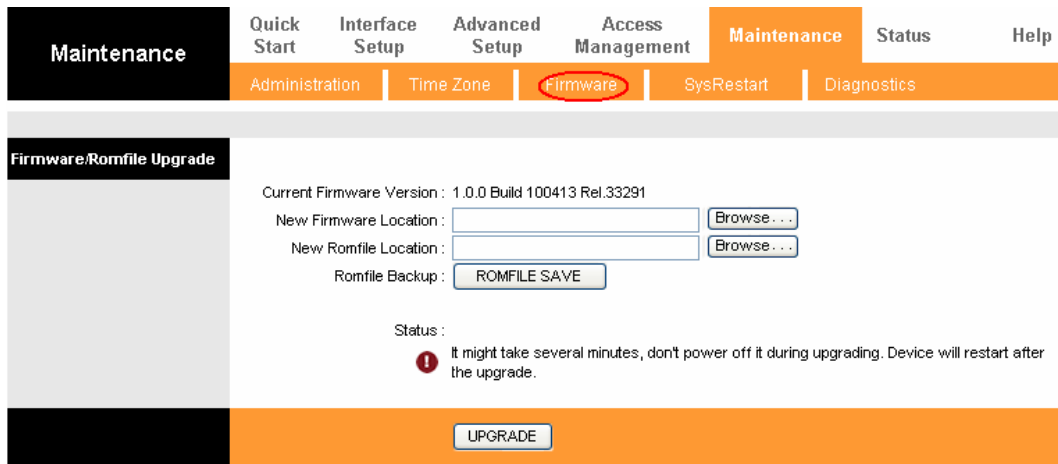 Maintenance
Quick Start
Interface Setup
Advanced Setup
Access Management
Maintenance
Status
Help
Administration
Time Zone
Firmware
SysRestart
Diagnostics
Firmware/Romfile Upgrade
Current Firmware Version : 1.0.0 Build 100413 Rel.33291
New Firmware Location : Browse...
New Romfile Location : Browse...
Romfile Backup : ROMFILE SAVE
Status :
It might take several minutes, don't power off it during upgrading. Device will restart after
the upgrade.
UPGRADE